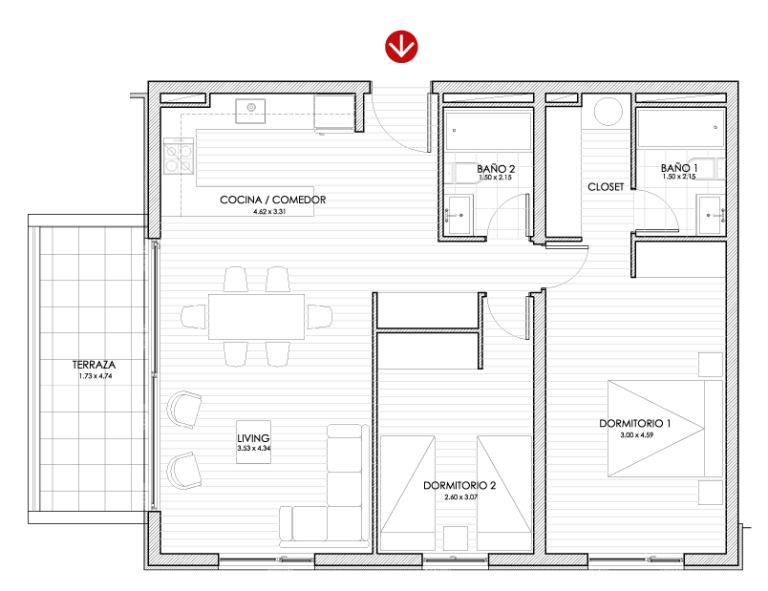 BAÑO 2
1.50 x 2.15
BAÑO 1
1.50 x 2.15
CLOSET
COCINA / COMEDOR
4.62 x 3.31
TERRAZA
1.73 x 4.74
LIVING
3.53 x 4.34
DORMITORIO 1
3.00 x 4.59
DORMITORIO 2
2.60 x 3.07